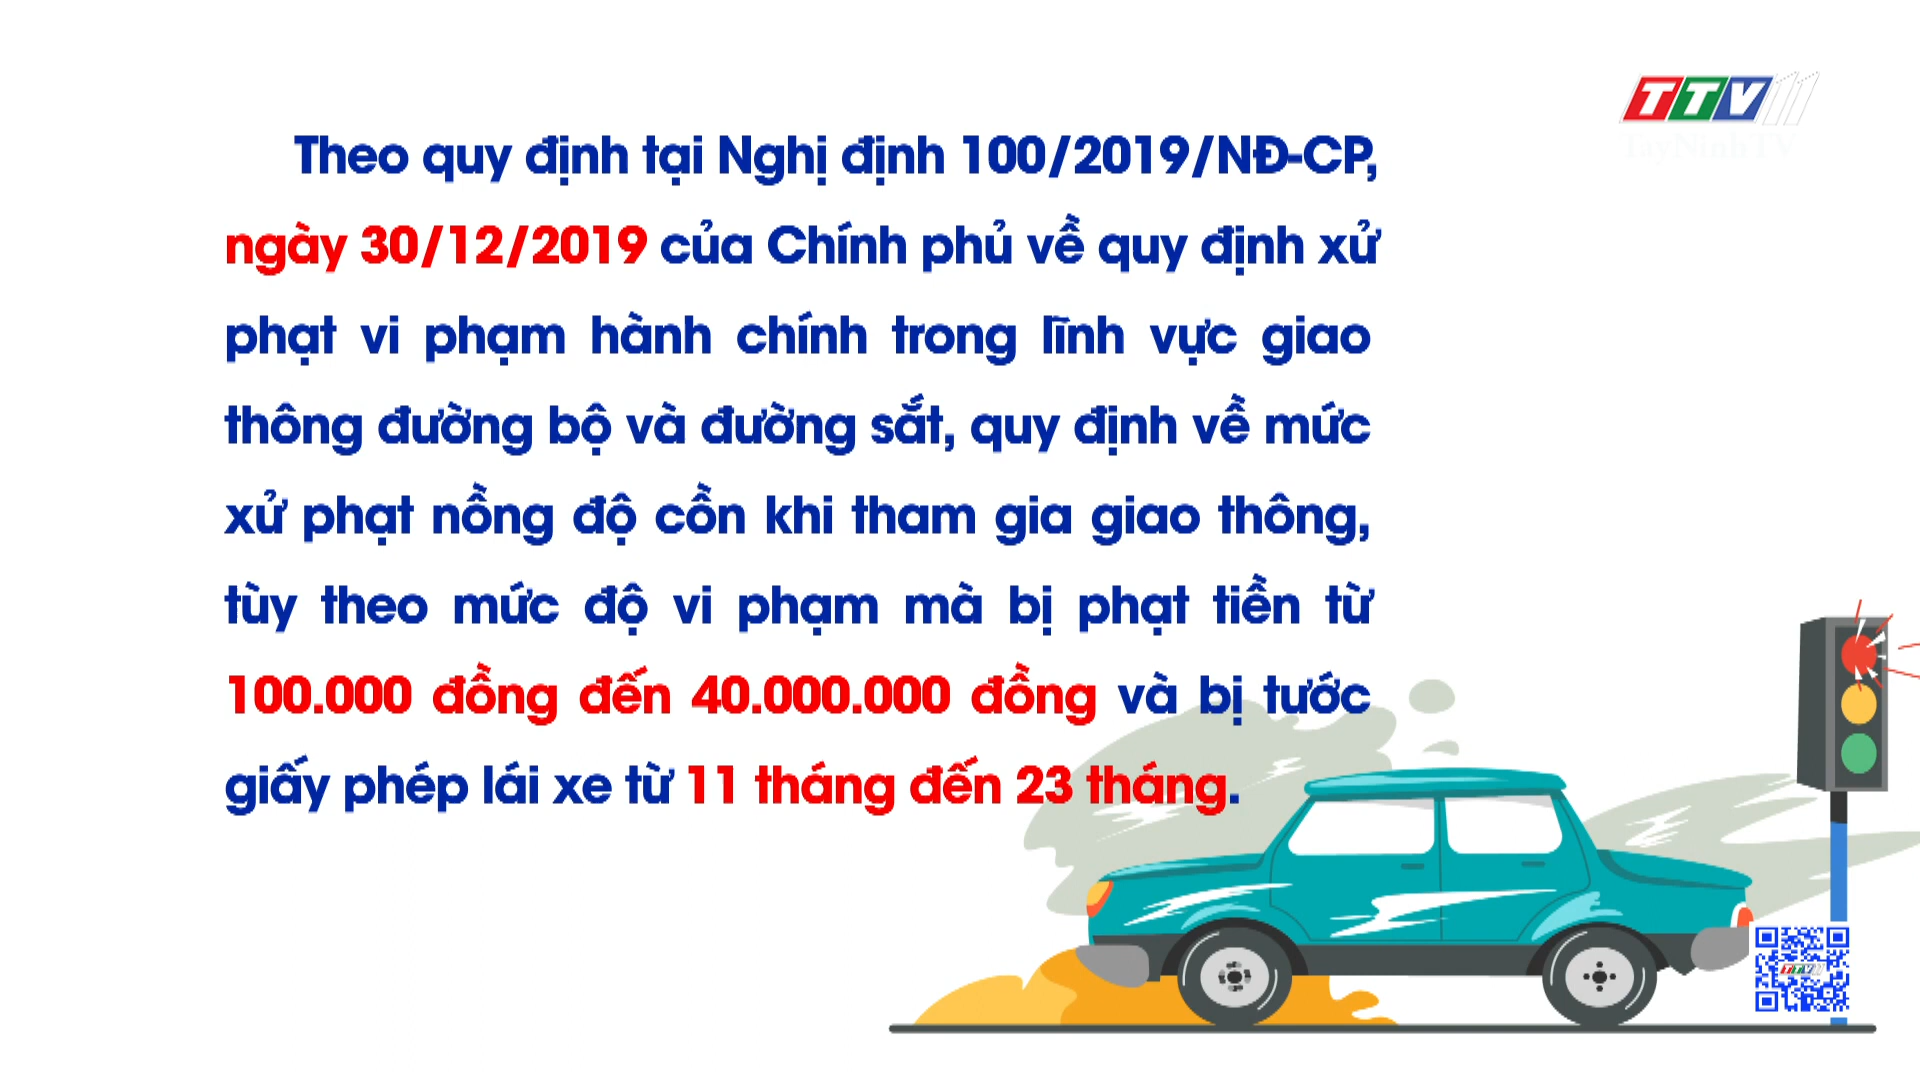 TTV11
TayNinhTV
Theo quy định tại Nghị định 100/2019/NĐ-CP,
ngày 30/12/2019 của Chính phủ về quy định xử
phạt vi phạm hành chính trong lĩnh vực giao
thông đường bộ và đường sắt, quy định về mức
xử phạt nồng độ cồn khi tham gia giao thông,
tùy theo mức độ vi phạm mà bị phạt tiền từ
100.000 đồng đến 40.000.000 đồng và bị tước
giấy phép lái xe từ 11 tháng đến 23 tháng.
TTV11